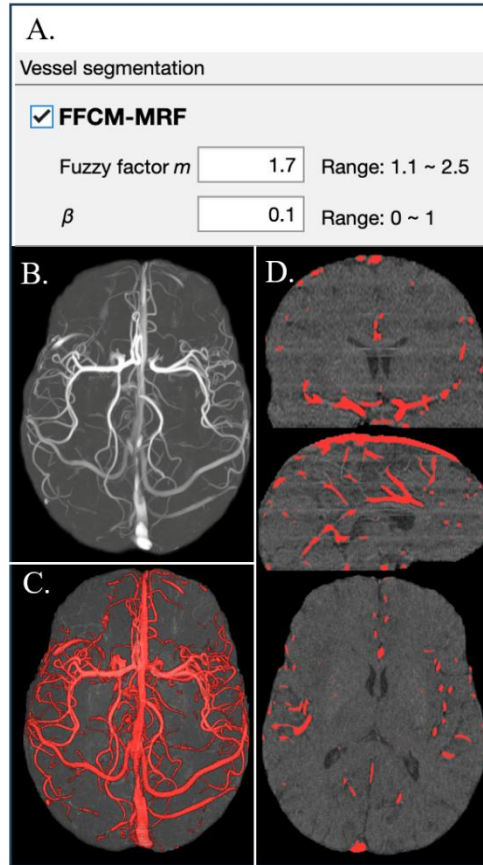 A.
Vessel segmentation
FFCM-MRF
Fuzzy factor m 1.7 Range: 1.1 ~ 2.5
β 0.1 Range: 0 ~ 1
B.
D.
C.